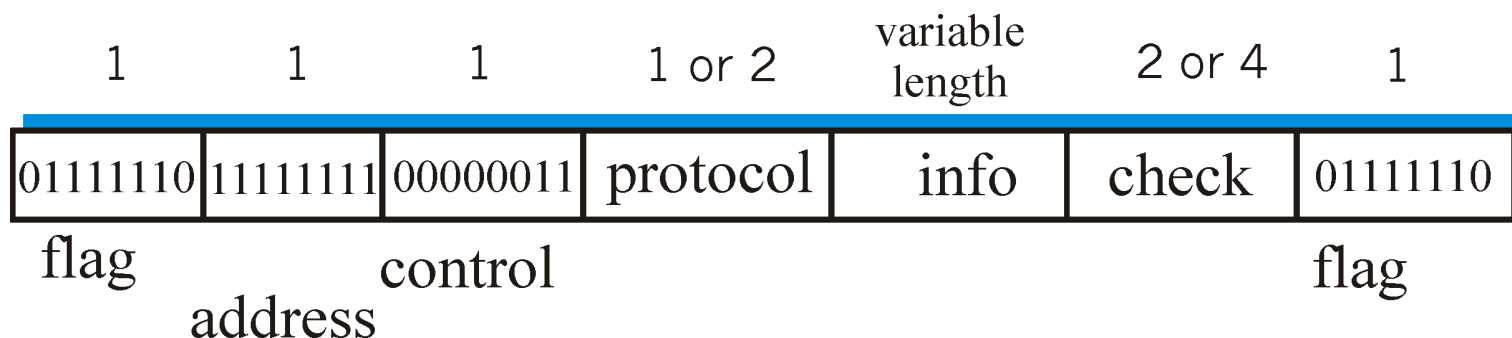 1 1 1 1 or 2 variable length 2 or 4 1
01111110 11111111 00000011 protocol info check 01111110
flag address control flag